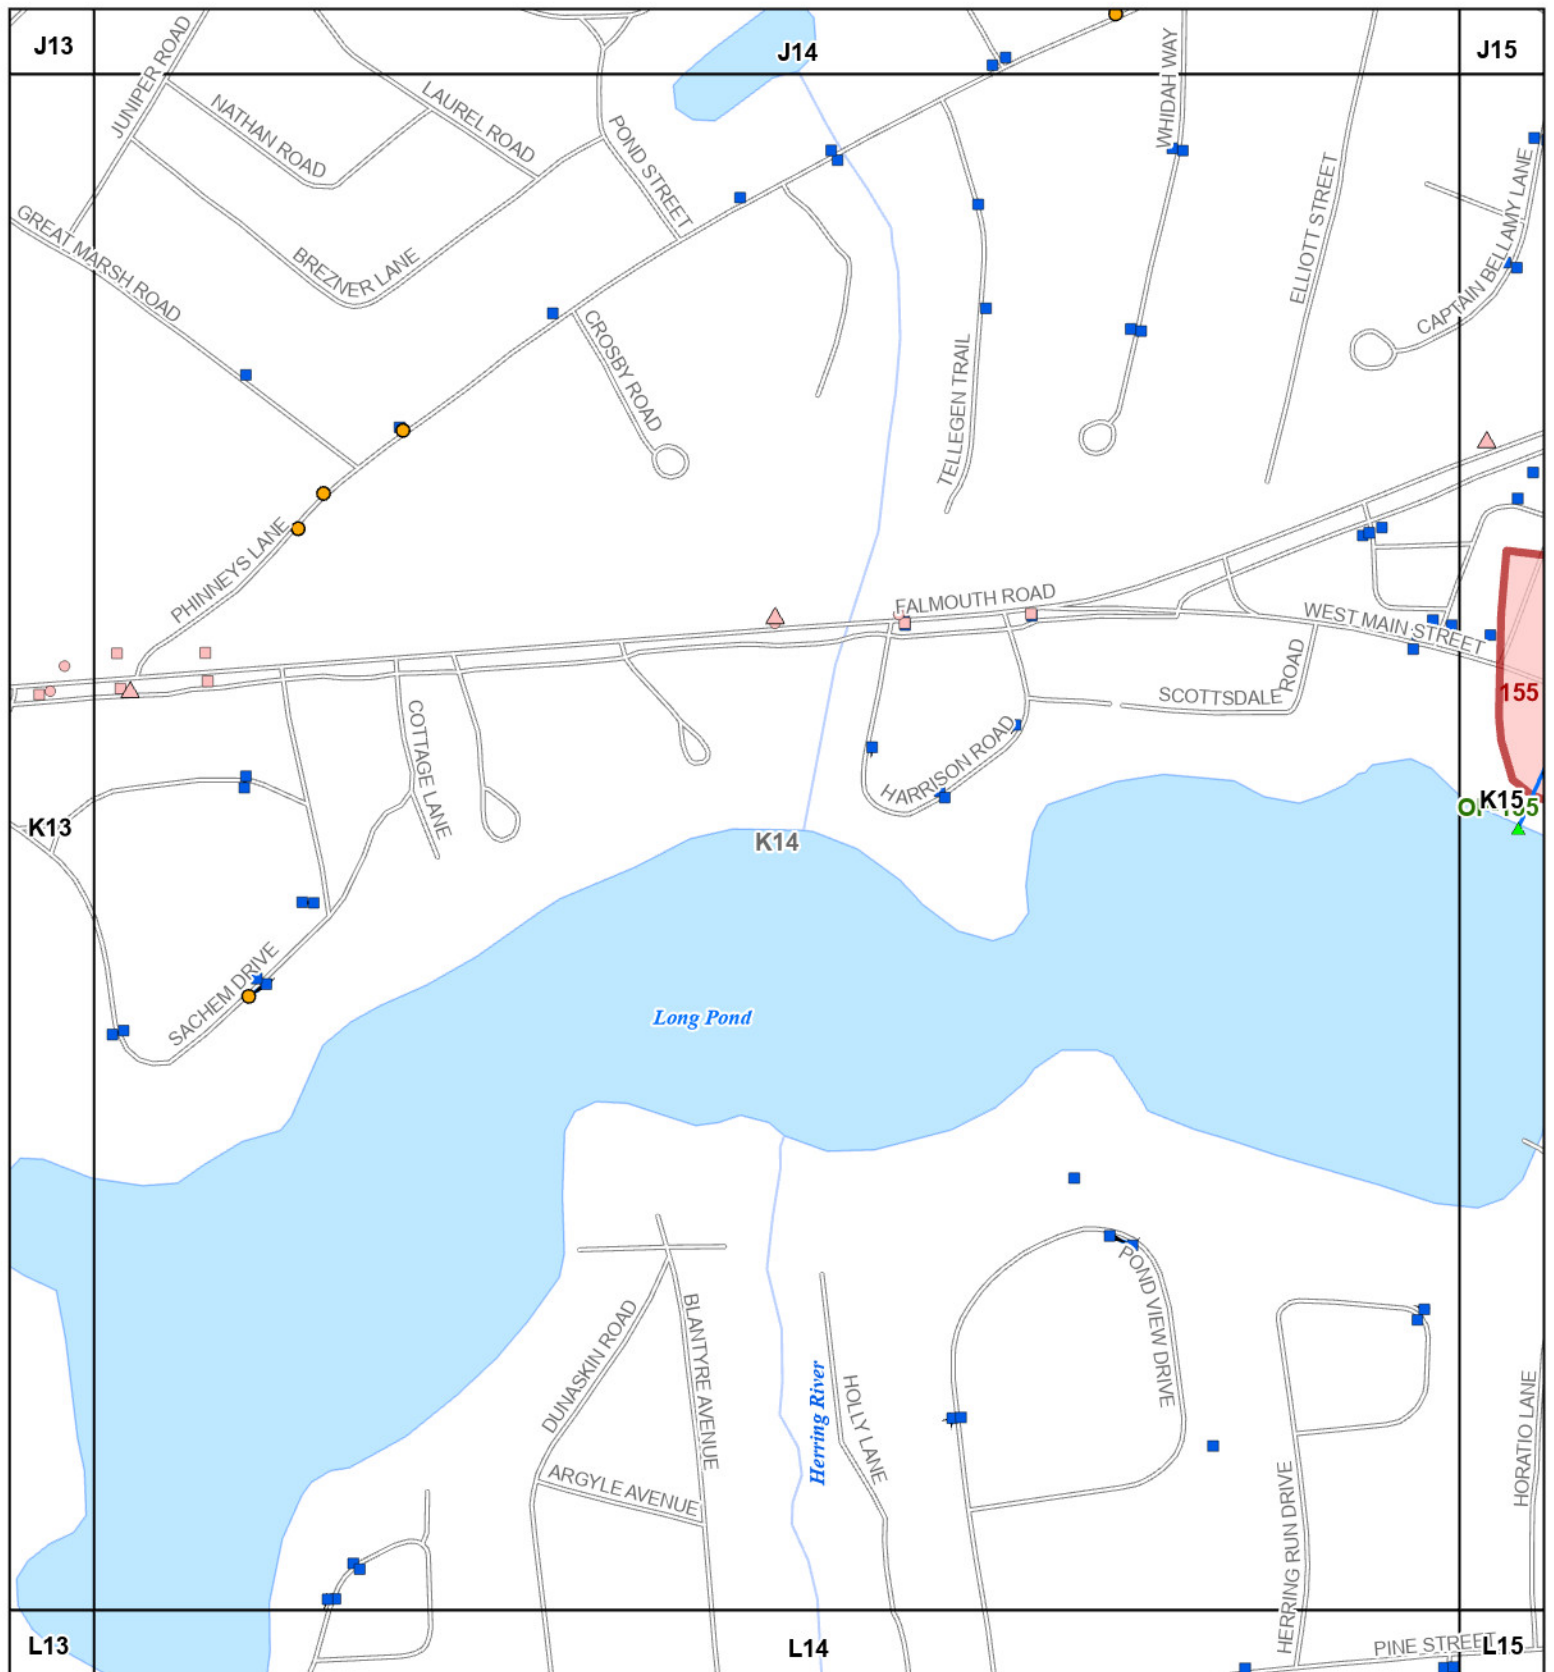 J13
J14
J15
JUNIPER ROAD
NATHAN ROAD
LAUREL ROAD
POND STREET
WHIDAH WAY
ELLIOTT STREET
CAPTAIN BELLAMY LANE
GREAT MARSH ROAD
BREZNER LANE
CROSBY ROAD
TELLEGEN TRAIL
PHINNEYS LANE
FALMOUTH ROAD
WEST MAIN STREET
SCOTTSDALE ROAD
155
COTTAGE LANE
HARRISON ROAD
K13
K14
K15
SACHEM DRIVE
Long Pond
POND VIEW DRIVE
DUNASKIN ROAD
BLANTYRE AVENUE
Herring River
HOLLY LANE
HORATIO LANE
ARGYLE AVENUE
HERRING RUN DRIVE
L13
L14
PINE STREET
L15